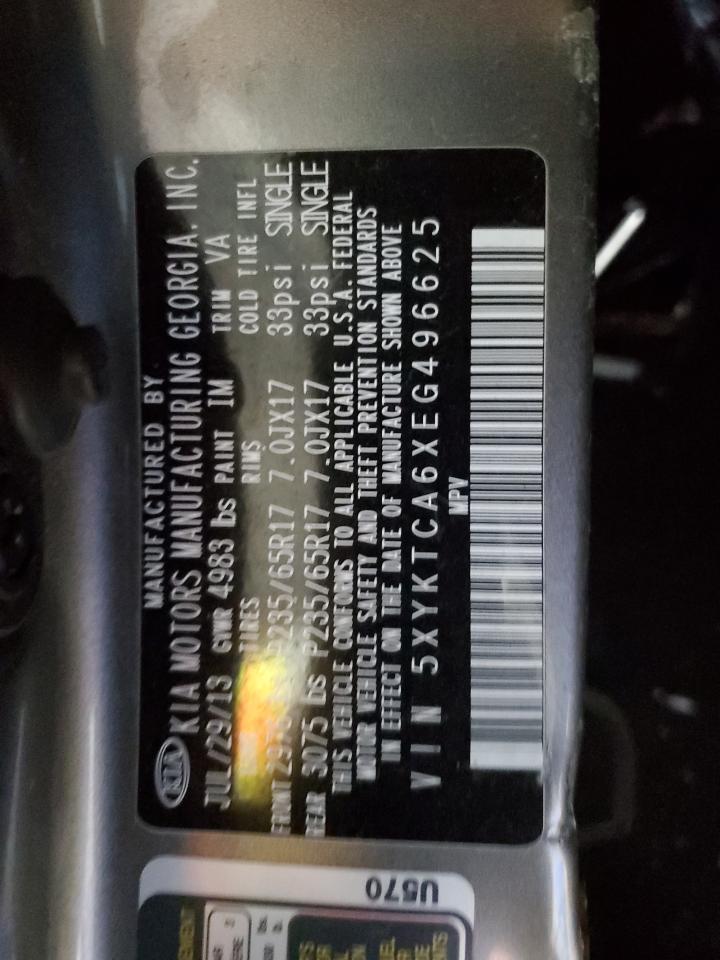 MANUFACTURED BY
KIA KIA MOTORS MANUFACTURING GEORGIA. INC.
JUL/29/13 GVWR 4983 lbs PAINT IM TRIM VA
TIRES RIMS COLD TIRE INFL
FRONT P235/65R17 7.0JX17 33psi SINGLE
REAR 3075 lbs P235/65R17 7.0JX17 33psi SINGLE
THIS VEHICLE CONFORMS TO ALL APPLICABLE U.S.A. FEDERAL
MOTOR VEHICLE SAFETY AND THEFT PREVENTION STANDARDS
IN EFFECT ON THE DATE OF MANUFACTURE SHOWN ABOVE
VIN 5XYKTCA6XEG496625
MPV
U570